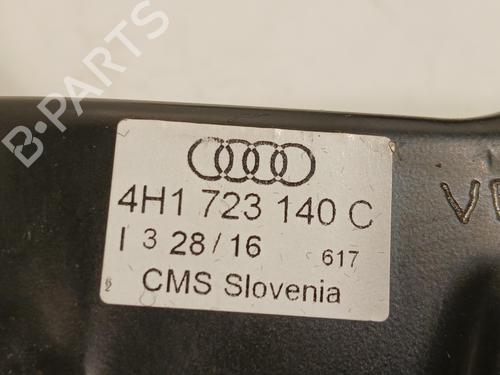 4H1 723 140 C
I 3 28/16 617
CMS Slovenia
B-PARTS